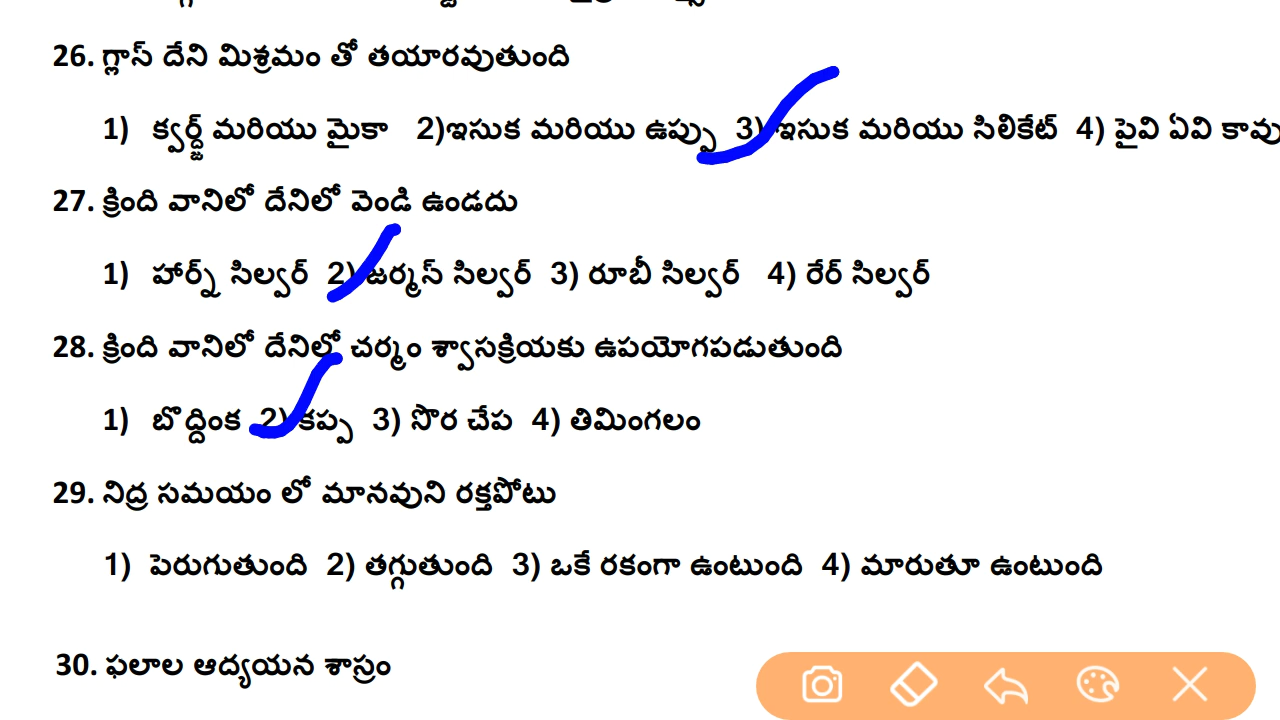 26. గ్లాస్ దేని మిశ్రమం తో తయారవుతుంది
1) క్వర్ట్జ్ మరియు మైకా 2)ఇసుక మరియు ఉప్పు 3) ఇసుక మరియు సిలికేట్ 4) పైవి ఏవి కావు
27. క్రింది వానిలో దేనిలో వెండి ఉండదు
1) హార్న్ సిల్వర్ 2) జర్మస్ సిల్వర్ 3) రూబీ సిల్వర్ 4) రేర్ సిల్వర్
28. క్రింది వానిలో దేనిలో చర్మం శ్వాసక్రియకు ఉపయోగపడుతుంది
1) బొద్దింక 2) కప్ప 3) సొర చేప 4) తిమింగలం
29. నిద్ర సమయం లో మానవుని రక్తపోటు
1) పెరుగుతుంది 2) తగ్గుతుంది 3) ఒకే రకంగా ఉంటుంది 4) మారుతూ ఉంటుంది
30. ఫలాల ఆద్యయన శాస్రం